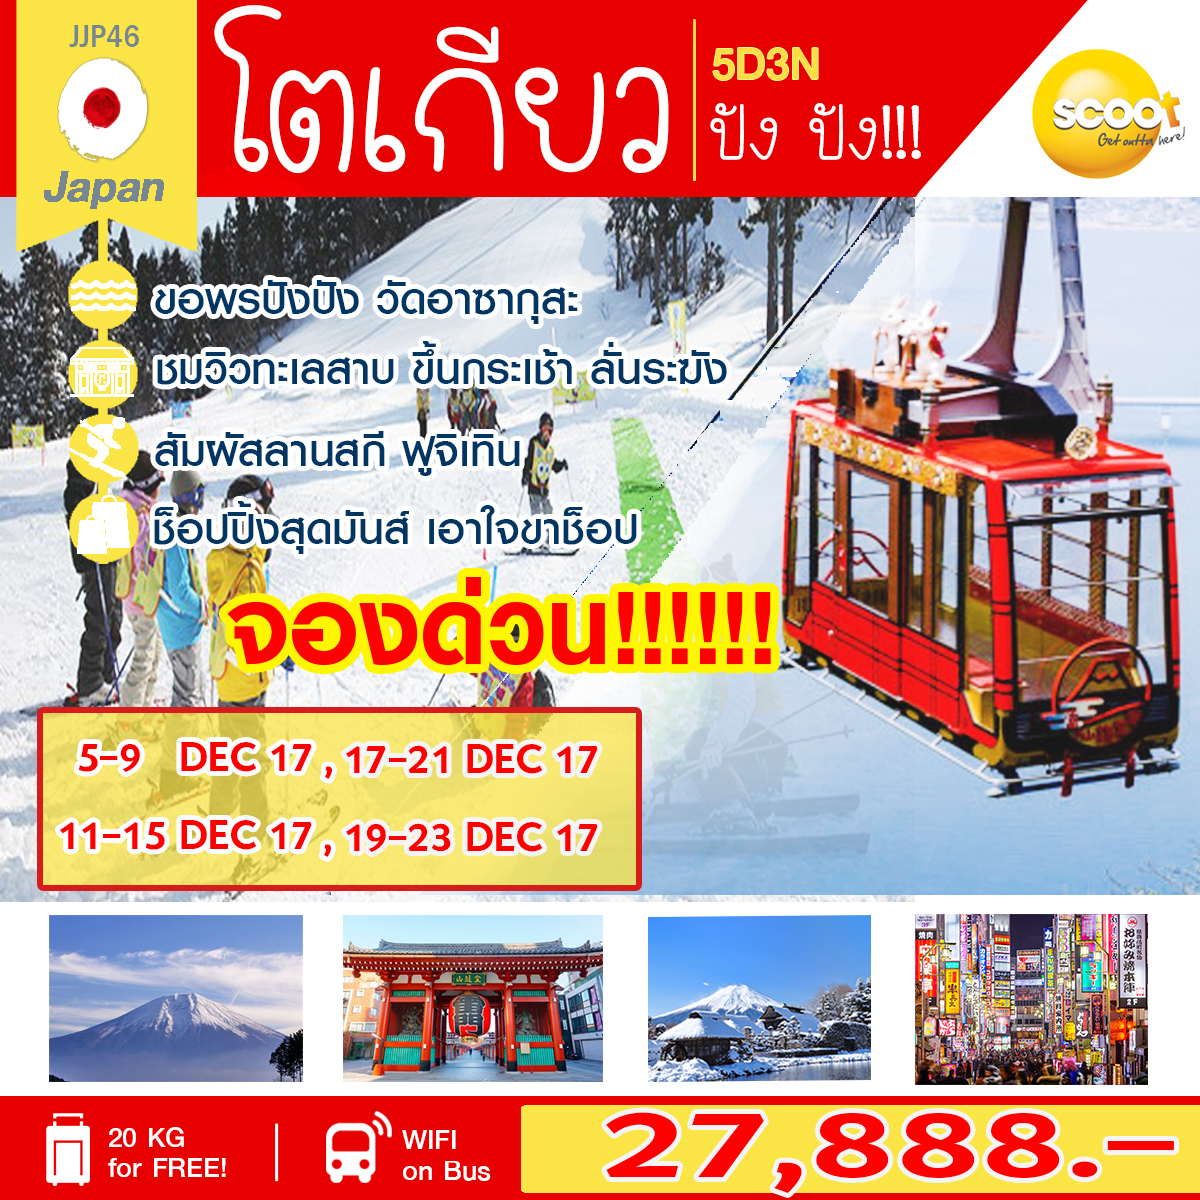 JJP46
Japan
โตเกียว
5D3N
ปัง ปัง!!!
scoot
Get outta here!
ขอพรปังปัง วัดอาซากุสะ
ชมวิวทะเลสาบ ขึ้นกระเช้า ลั่นระฆัง
สัมผัสลานสกี ฟูจิเท็น
ช็อปปิ้งสุดมันส์ เอาใจขาช็อป
จองด่วน!!!!!!
5-9 DEC 17 , 17-21 DEC 17
11-15 DEC 17 , 19-23 DEC 17
20 KG
for FREE!
WIFI
on Bus
27,888.-